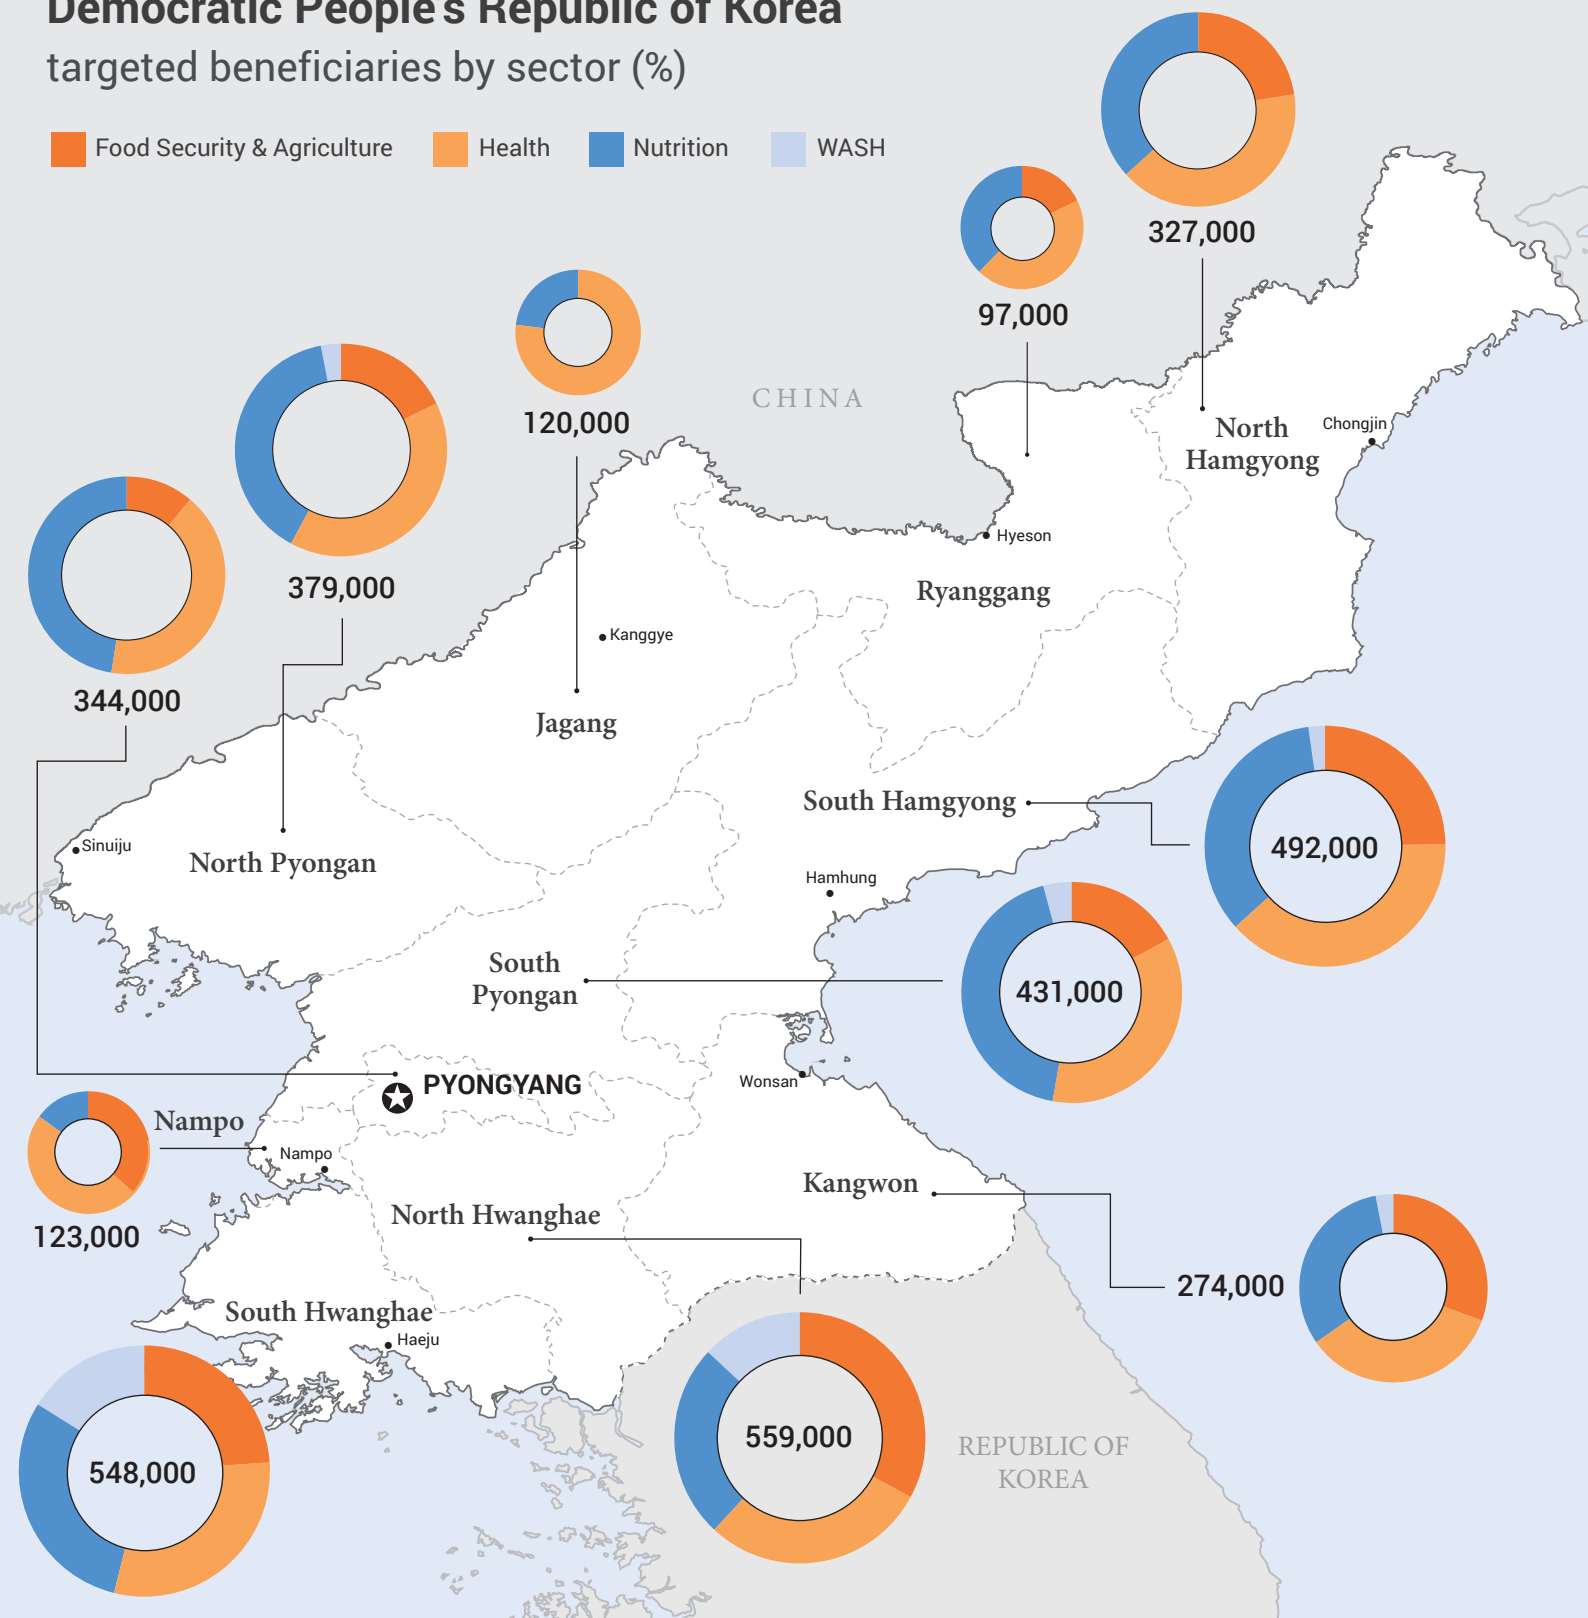 Democratic People's Republic of Korea
targeted beneficiaries by sector (%)
Food Security & Agriculture
Health
Nutrition
WASH
327,000
97,000
120,000
CHINA
379,000
344,000
North
Hamgyong
Chongjin
Hyeson
Ryanggang
Kanggye
Jagang
South Hamgyong
492,000
Sinuiju
North Pyongan
Hamhung
South
Pyongan
431,000
PYONGYANG
Wonsan
Nampo
Nampo
123,000
Kangwon
274,000
North Hwanghae
South Hwanghae
Haeju
559,000
548,000
REPUBLIC OF
KOREA